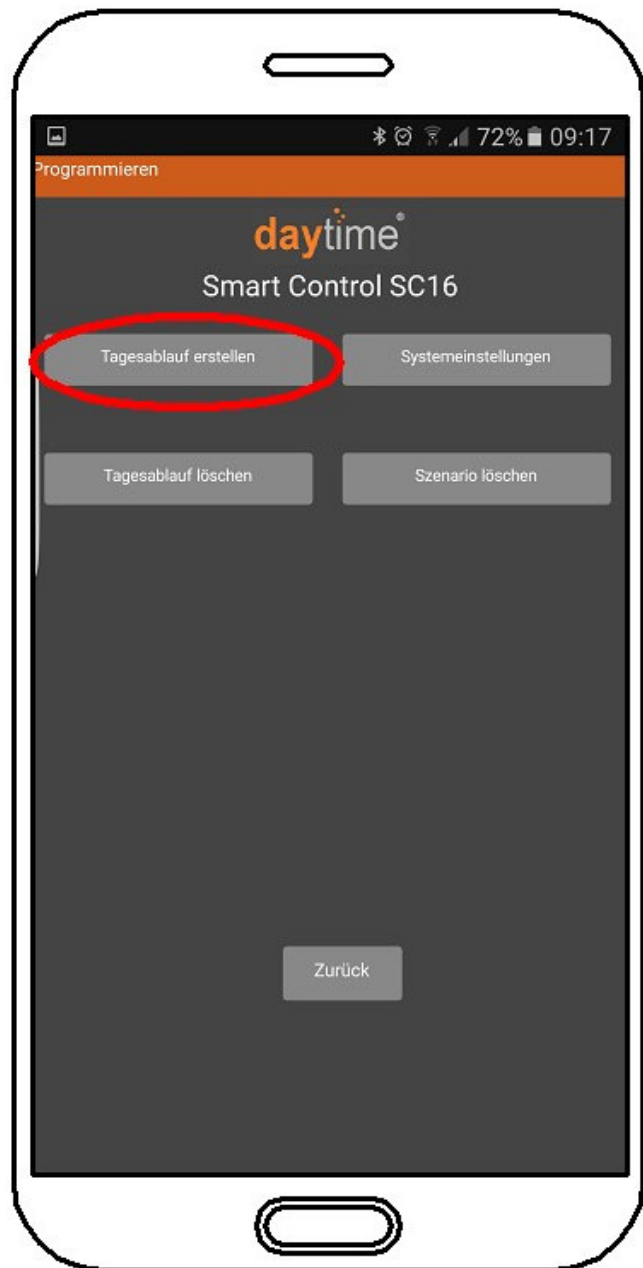 72% 09:17
Programmieren
daytime®
Smart Control SC16
Tagesablauf erstellen Systemeinstellungen
Tagesablauf löschen Szenario löschen
Zurück